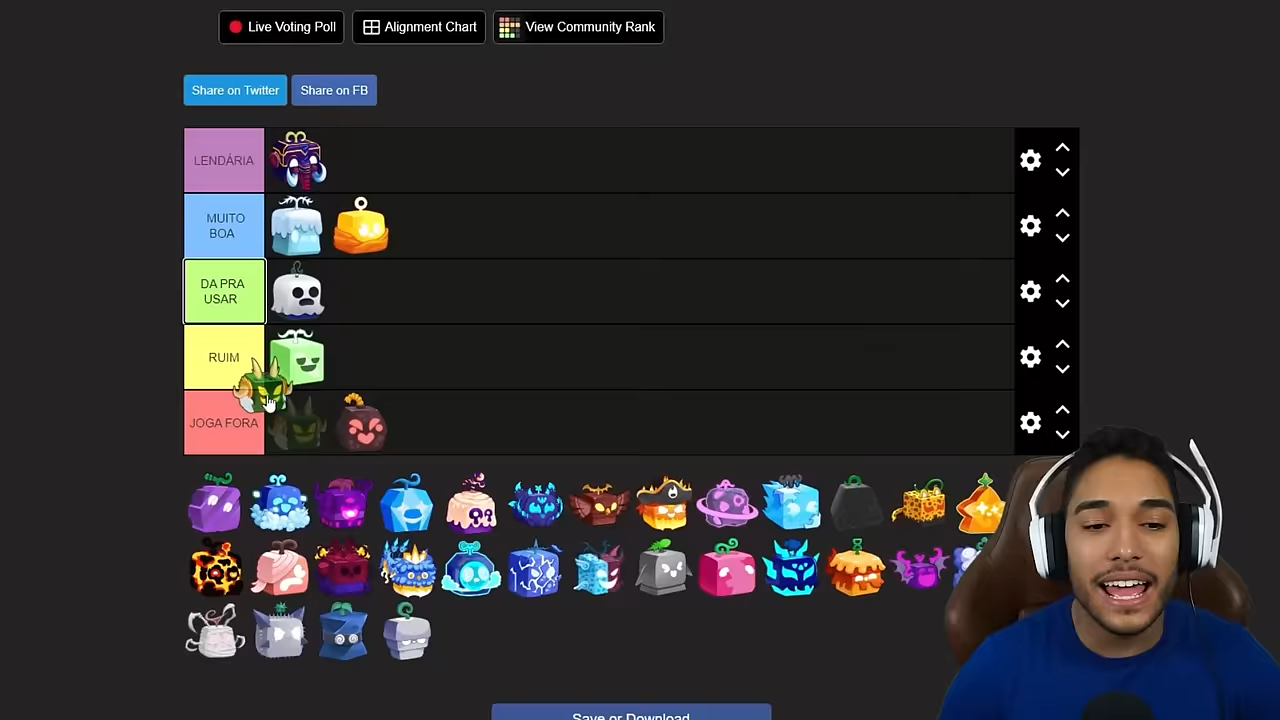 Live Voting Poll
Alignment Chart
View Community Rank
Share on Twitter
Share on FB
LENDÁRIA
MUITO
BOA
DA PRA
USAR
RUIM
JOGA FORA
Save or Download